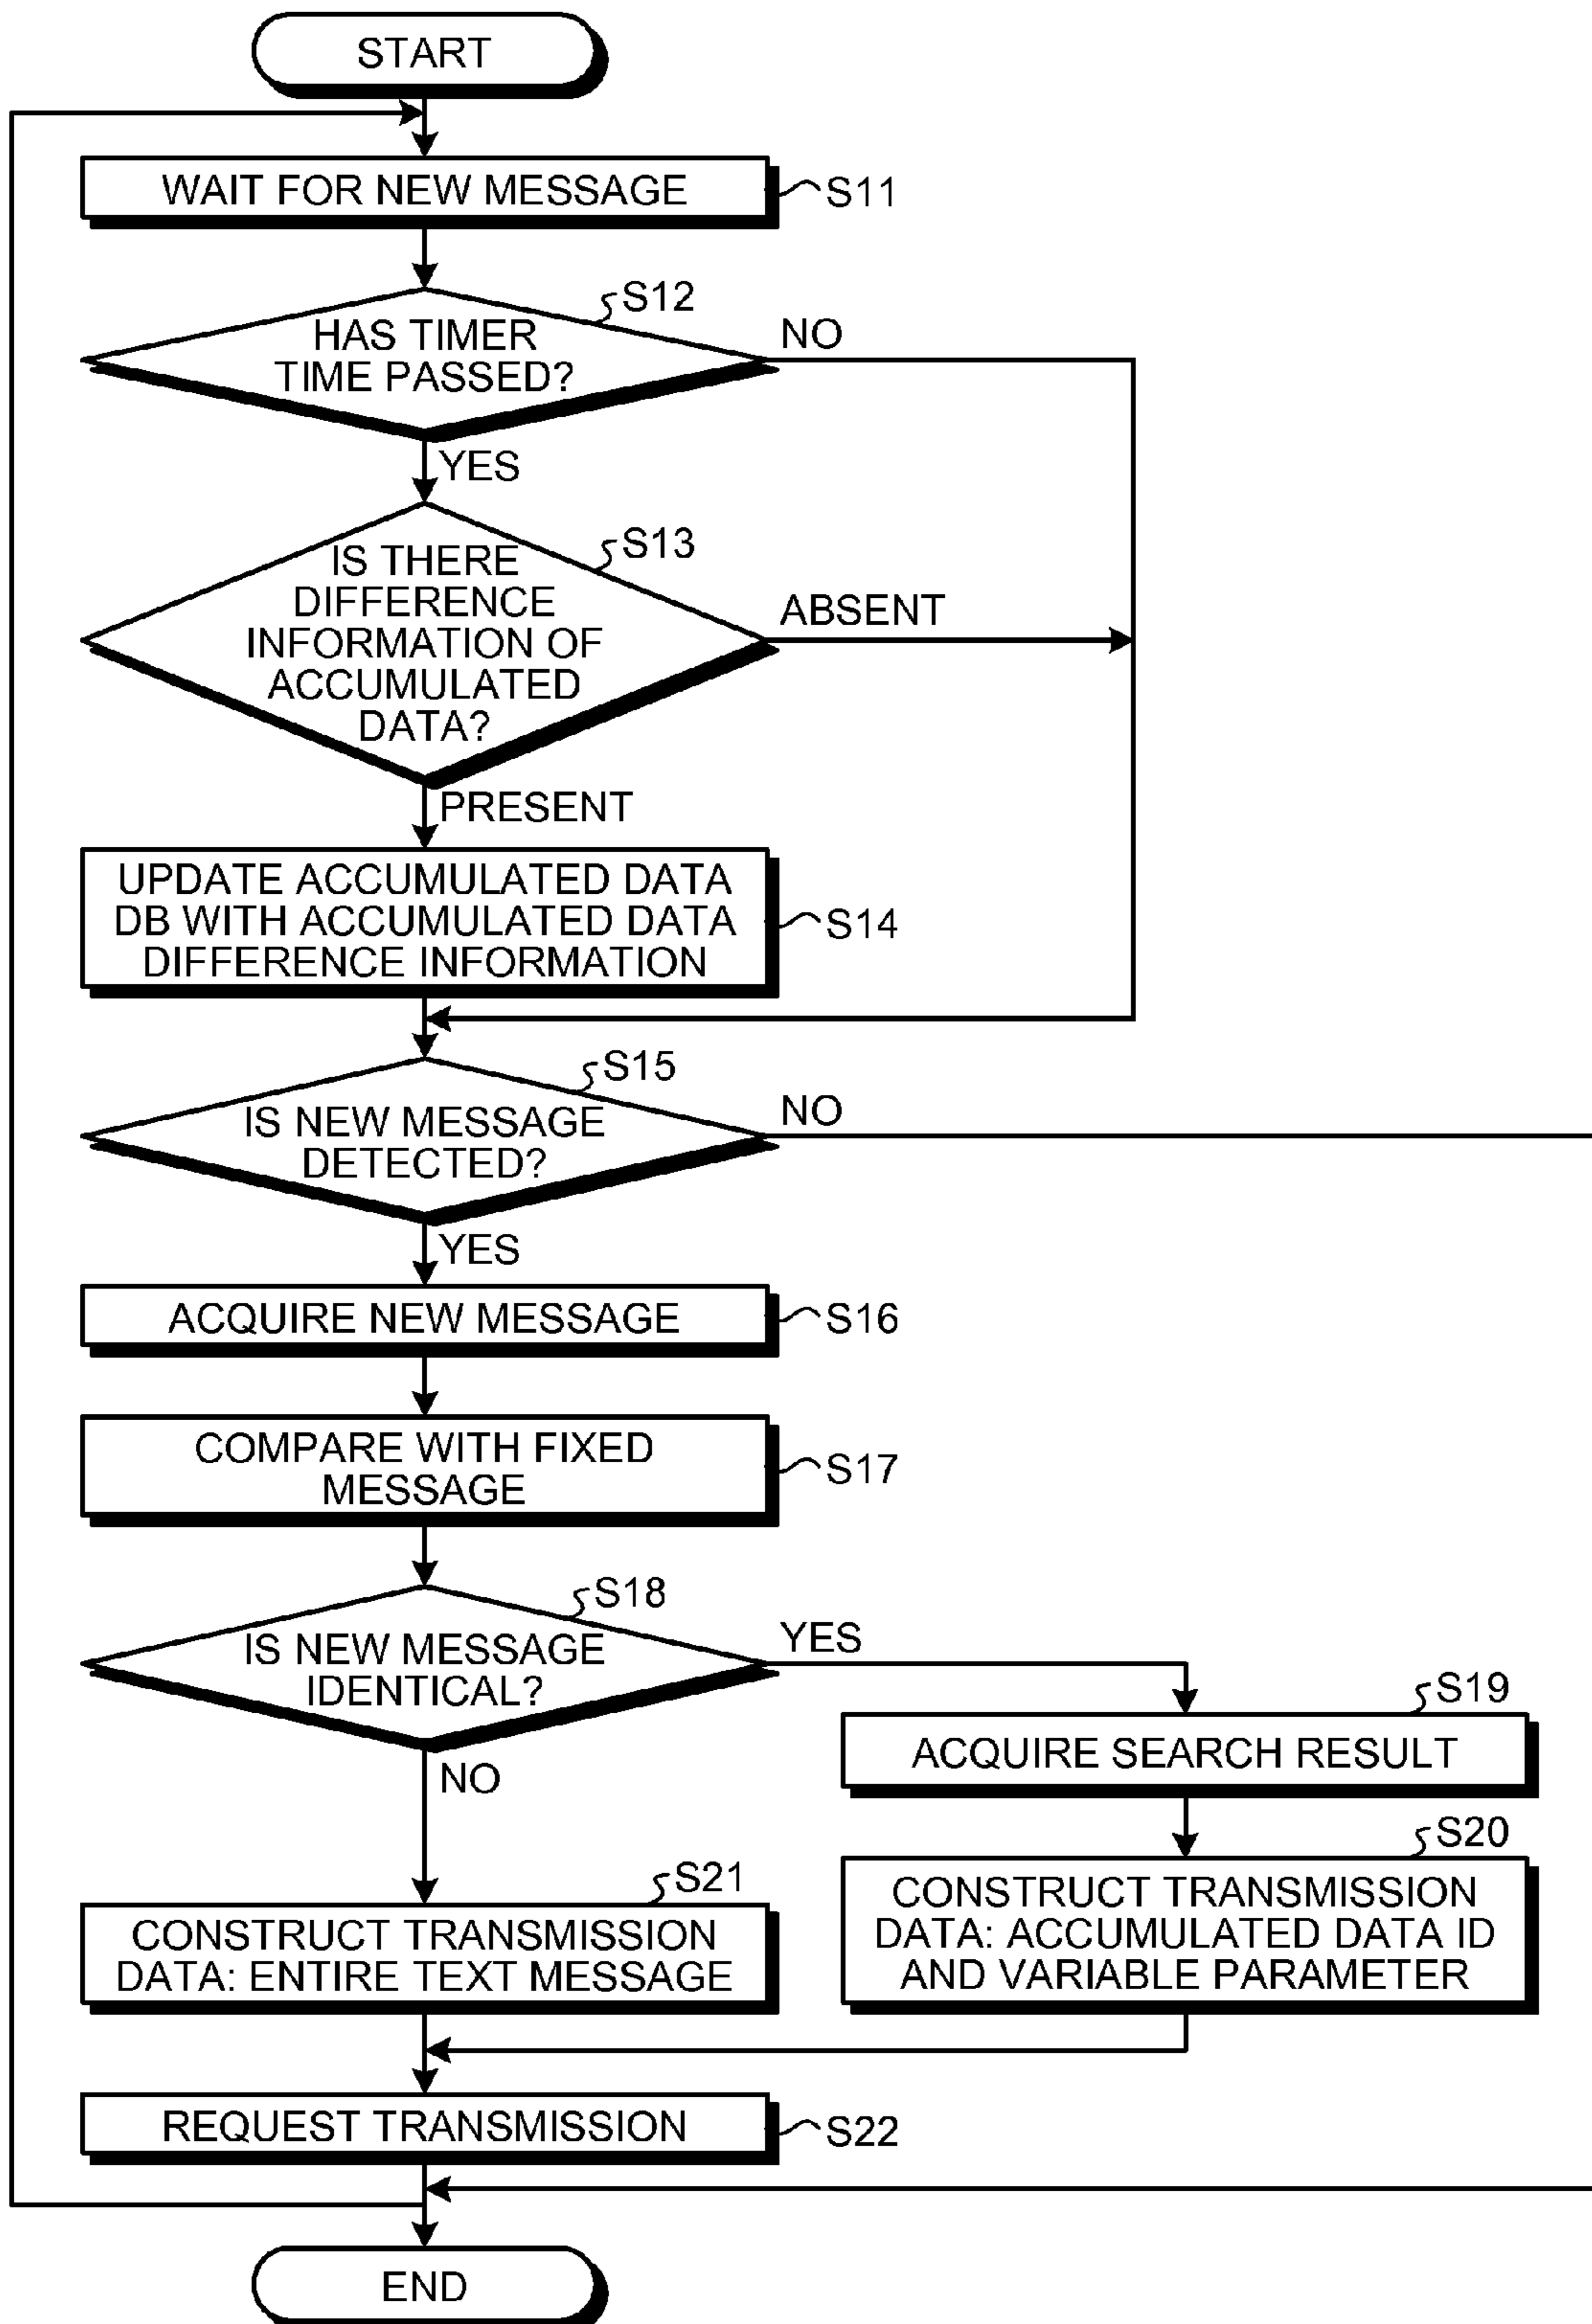 START
WAIT FOR NEW MESSAGE
S11
S12
HAS TIMER
TIME PASSED?
NO
YES
S13
IS THERE
DIFFERENCE
INFORMATION OF
ACCUMULATED
DATA?
ABSENT
PRESENT
UPDATE ACCUMULATED DATA
DB WITH ACCUMULATED DATA
DIFFERENCE INFORMATION
S14
S15
IS NEW MESSAGE
DETECTED?
NO
YES
ACQUIRE NEW MESSAGE
S16
COMPARE WITH FIXED
MESSAGE
S17
S18
IS NEW MESSAGE
IDENTICAL?
YES
NO
S19
ACQUIRE SEARCH RESULT
S20
CONSTRUCT TRANSMISSION
DATA: ACCUMULATED DATA ID
AND VARIABLE PARAMETER
S21
CONSTRUCT TRANSMISSION
DATA: ENTIRE TEXT MESSAGE
REQUEST TRANSMISSION
S22
END